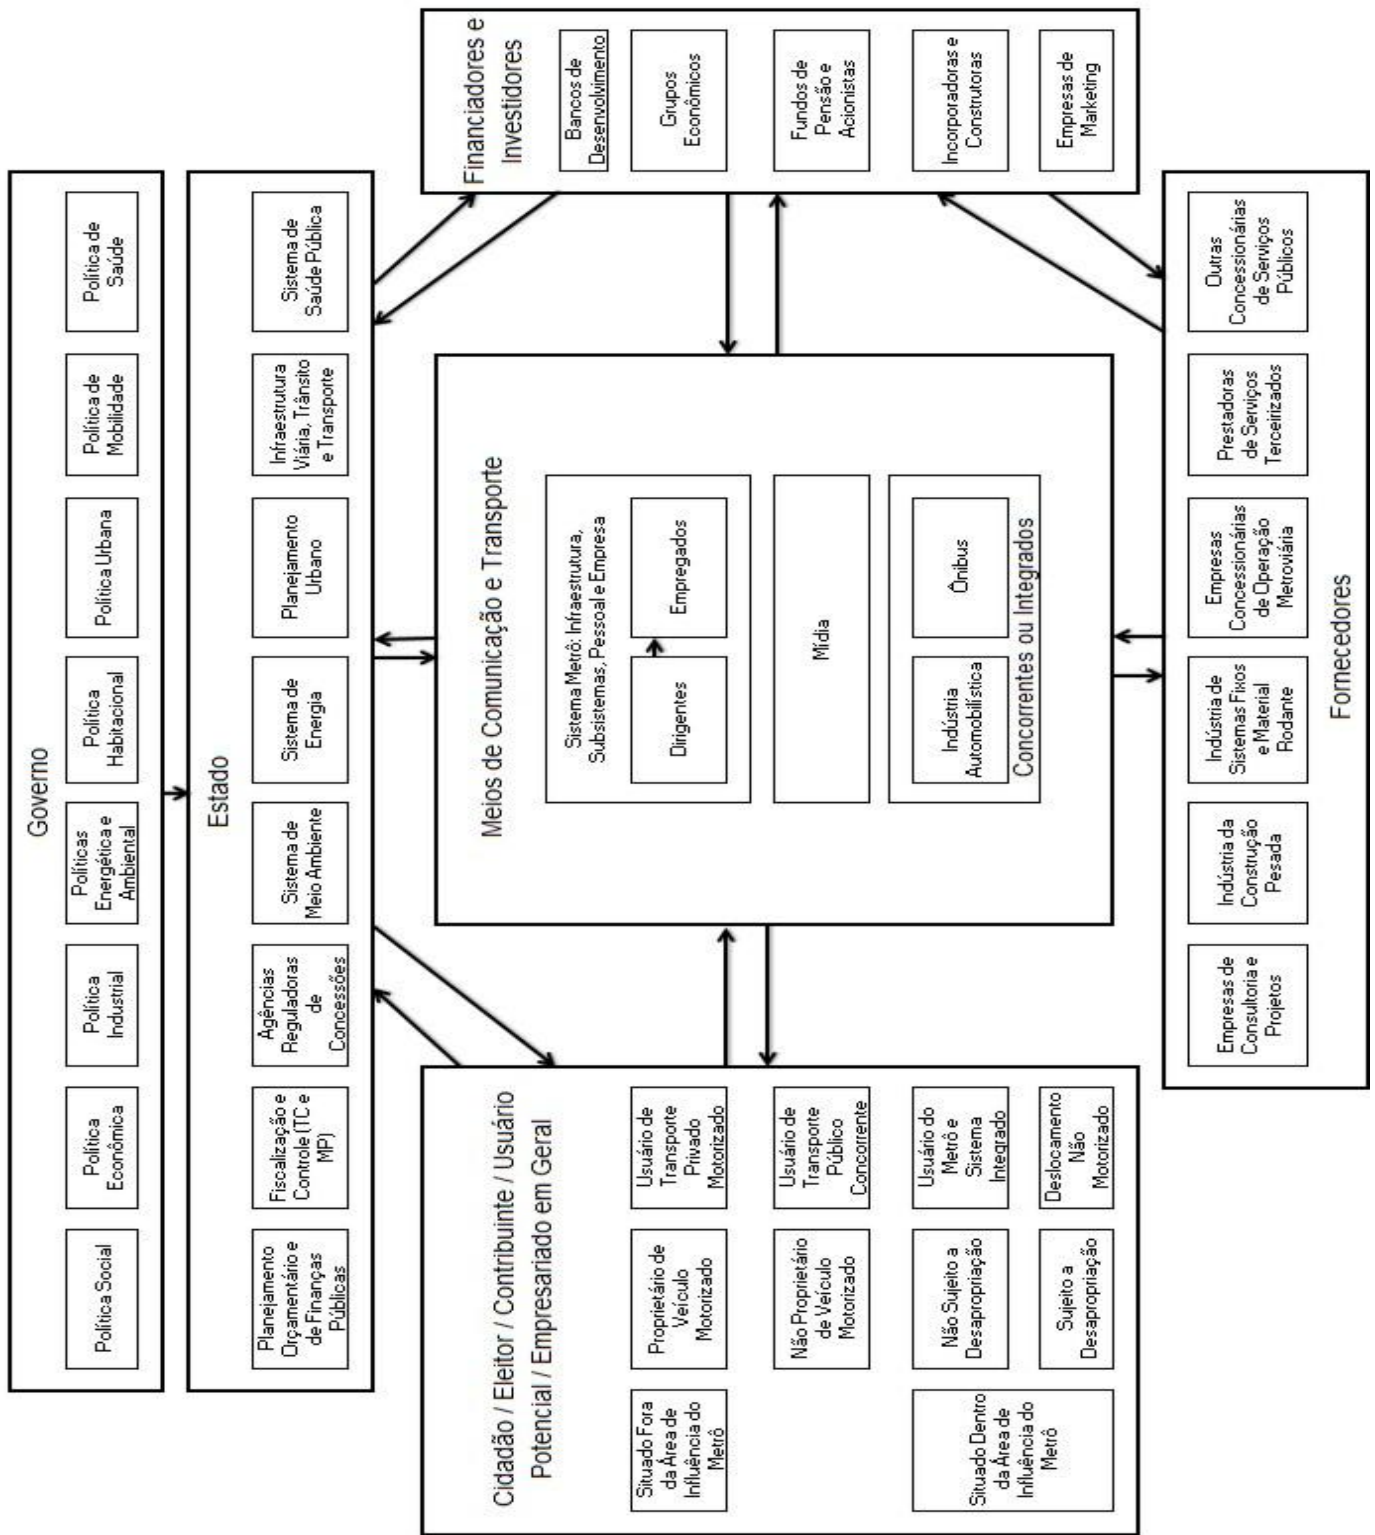 Governo
Política Social
Política
Econômica
Política
Industrial
Políticas
Energética e
Ambiental
Política
Habitacional
Política Urbana
Política de
Mobilidade
Política de
Saúde
Estado
Planejamento
Orçamentário e
de Finanças
Públicas
Fiscalização e
Controle (TC e
MP)
Agências
Reguladoras
de
Concessões
Sistema de
Meio Ambiente
Sistema de
Energia
Planejamento
Urbano
Infraestrutura
Viária, Trânsito
e Transporte
Sistema de
Saúde Pública
Cidadão / Eleitor / Contribuinte / Usuário
Potencial / Empresariado em Geral
Situado Fora
da Área de
Influência do
Metrô
Proprietário de
Veículo
Motorizado
Usuário de
Transporte
Privado
Motorizado
Não Proprietário
de Veículo
Motorizado
Usuário de
Transporte
Público
Concorrente
Situado Dentro
da Área de
Influência do
Metrô
Não Sujeito a
Desapropriação
Usuário do
Metrô e
Sistema
Integrado
Sujeito a
Desapropriação
Deslocamento
Não
Motorizado
Meios de Comunicação e Transporte
Sistema Metrô: Infraestrutura,
Subsistemas, Pessoal e Empresa
Dirigentes
Empregados
Mídia
Indústria
Automobilística
Ônibus
Concorrentes ou Integrados
Financiadores e
Investidores
Bancos de
Desenvolvimento
Grupos
Econômicos
Fundos de
Pensão e
Acionistas
Incorporadoras e
Construtoras
Empresas de
Marketing
Empresas de
Consultoria e
Projetos
Indústria da
Construção
Pesada
Indústria de
Sistemas Fixos
e Material
Rodante
Empresas
Concessionárias
de Operação
Metroviária
Prestadoras
de Serviços
Terceirizados
Outras
Concessionárias
de Serviços
Públicos
Fornecedores